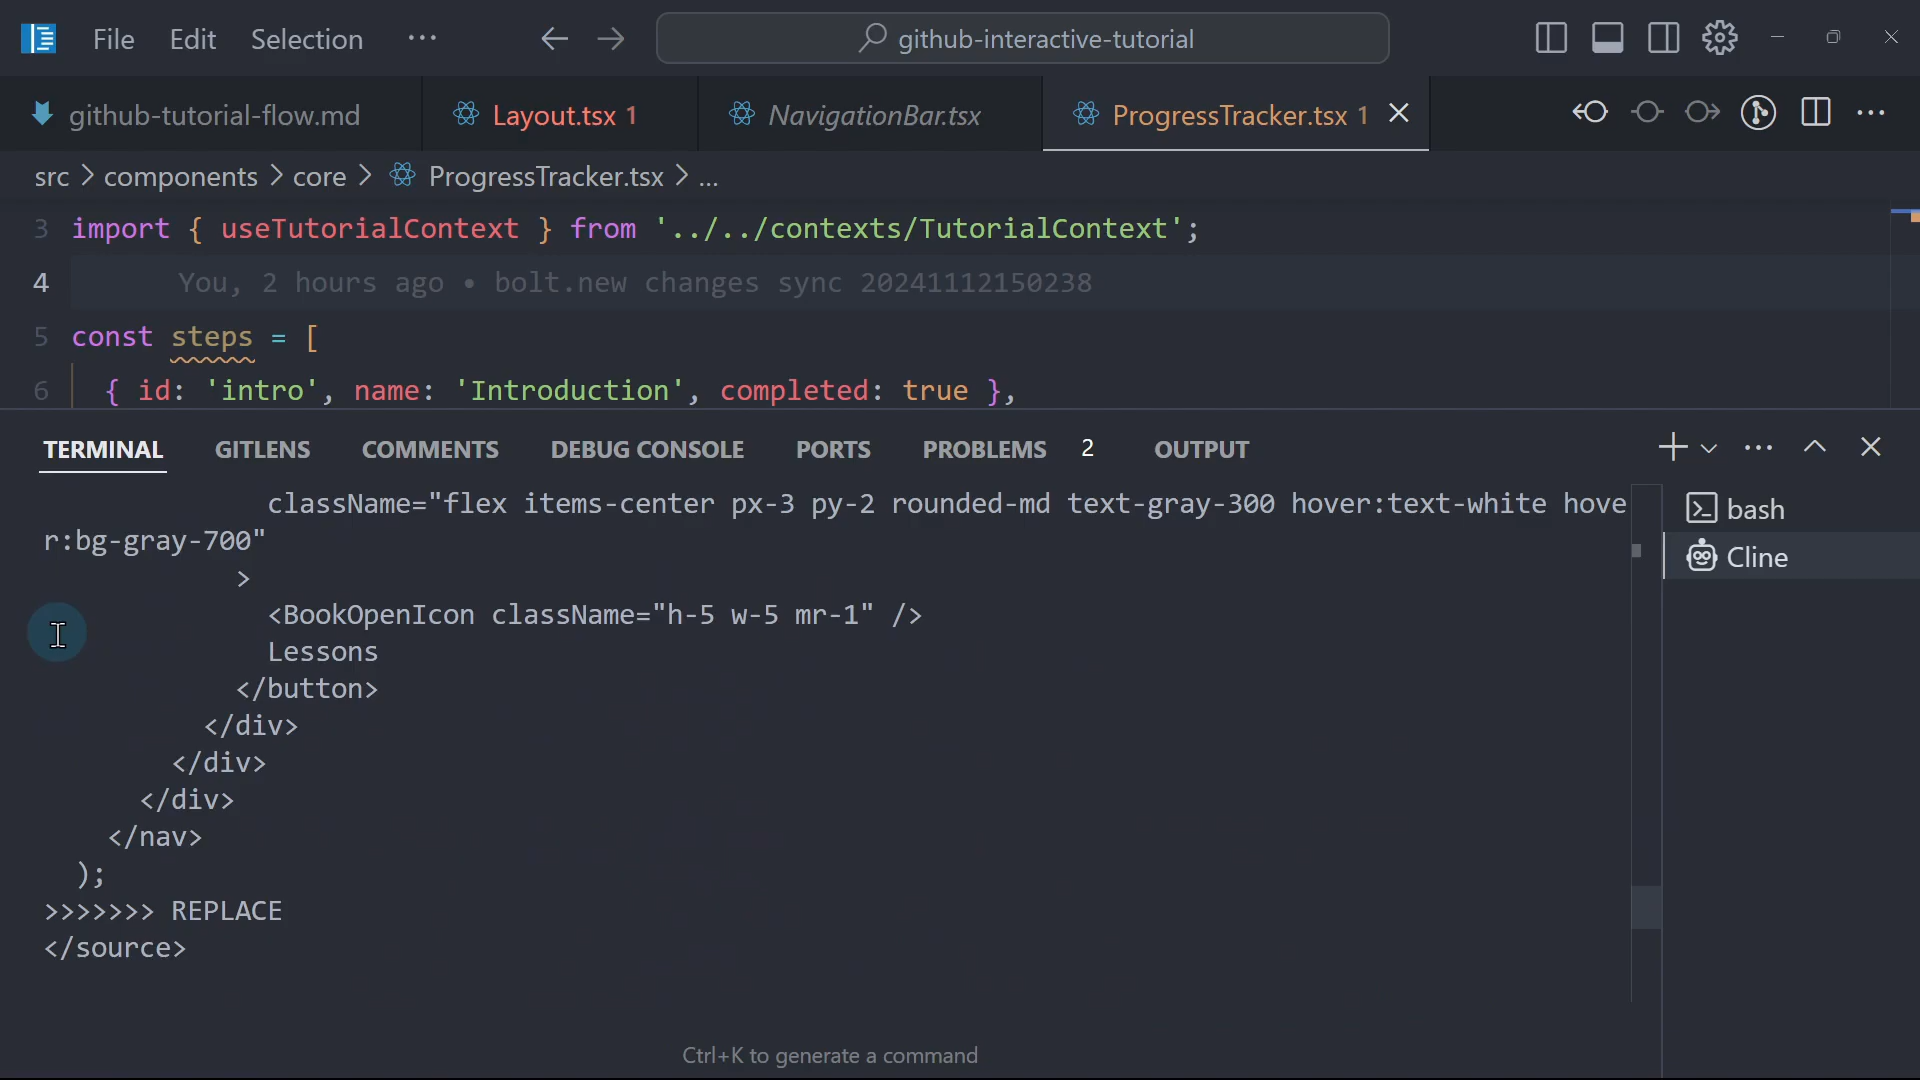 File Edit Selection ··· github-interactive-tutorial
github-tutorial-flow.md Layout.tsx 1 NavigationBar.tsx ProgressTracker.tsx 1
src > components > core > ProgressTracker.tsx > ...
3 import { useTutorialContext } from '../../contexts/TutorialContext';
4 You, 2 hours ago • bolt.new changes sync 20241112150238
5 const steps = [
6 { id: 'intro', name: 'Introduction', completed: true },
TERMINAL GITLENS COMMENTS DEBUG CONSOLE PORTS PROBLEMS 2 OUTPUT
className="flex items-center px-3 py-2 rounded-md text-gray-300 hover:text-white hove
r:bg-gray-700"
>
<BookOpenIcon className="h-5 w-5 mr-1" />
Lessons
</button>
</div>
</div>
</div>
</nav>
);
>>>>>>> REPLACE
</source>
bash
Cline
Ctrl+K to generate a command